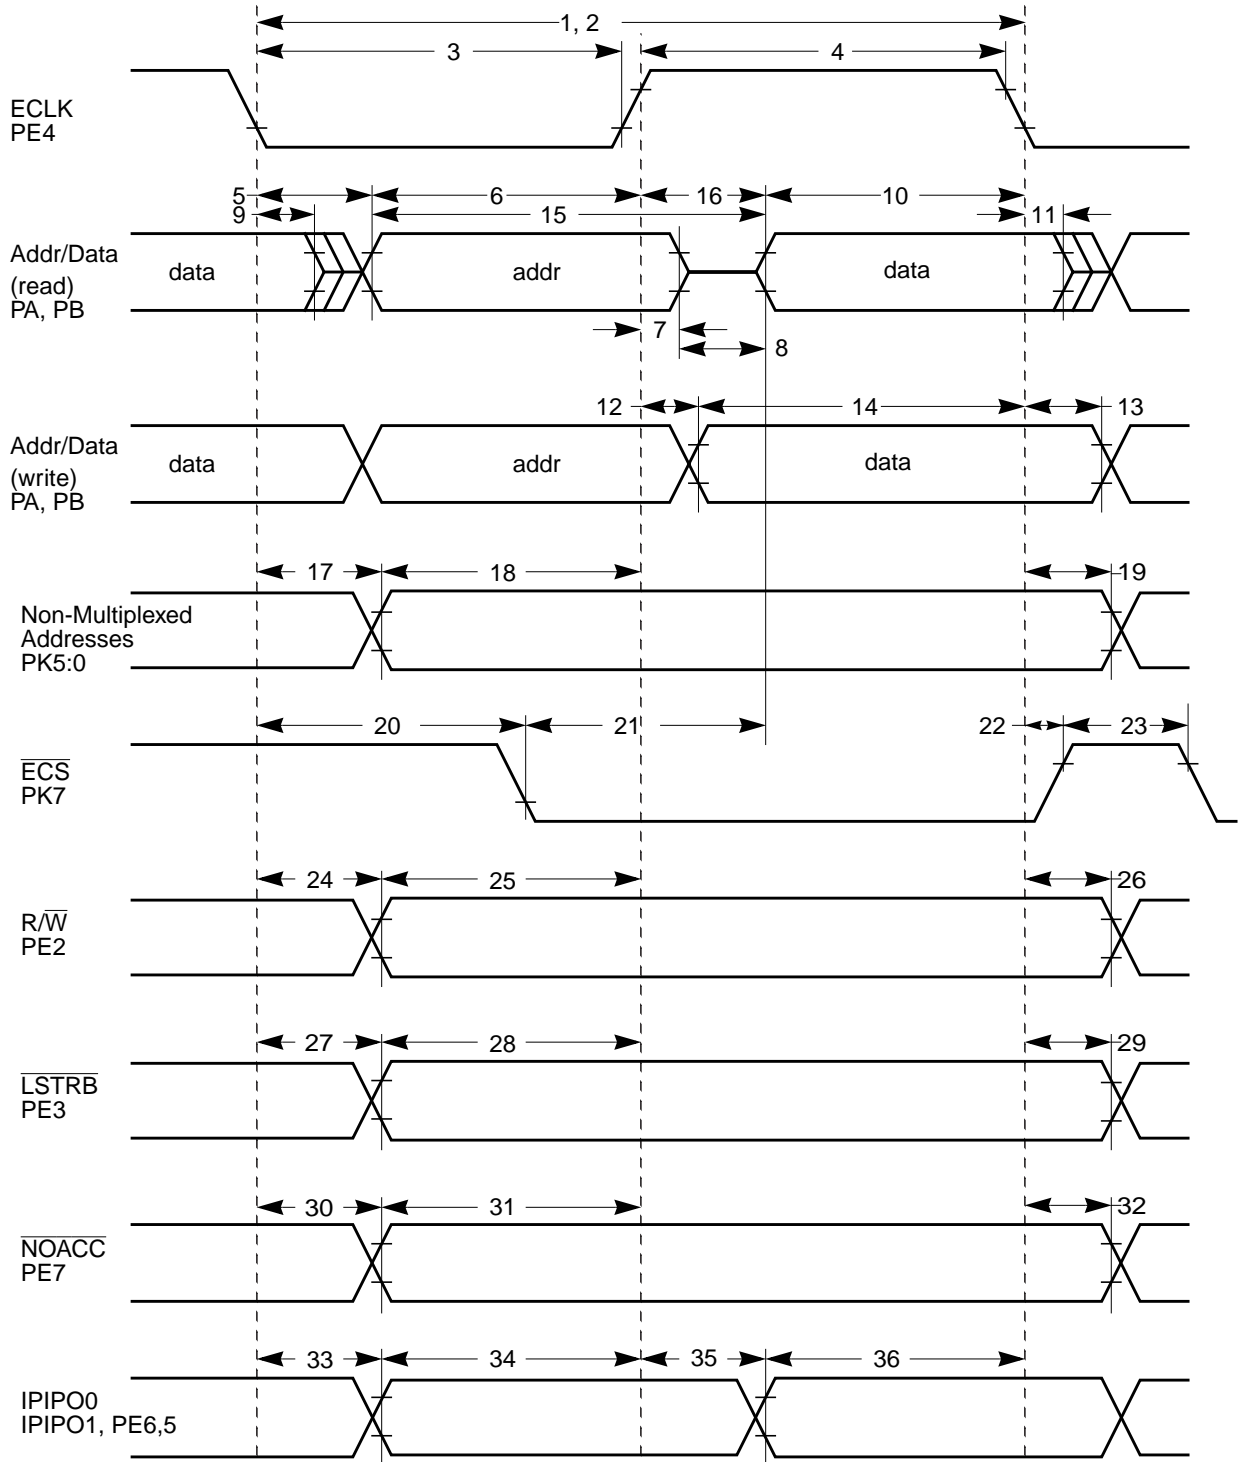 1, 2
3
4
ECLK
PE4
5
6
16
10
9
15
11
Addr/Data
(read)
PA, PB
data
addr
data
7
8
12
14
13
Addr/Data
(write)
PA, PB
data
addr
data
17
18
19
Non-Multiplexed
Addresses
PK5:0
20
21
22
23
ECS
PK7
24
25
26
R/W
PE2
27
28
29
LSTRB
PE3
30
31
32
NOACC
PE7
33
34
35
36
IPIPO0
IPIPO1, PE6,5